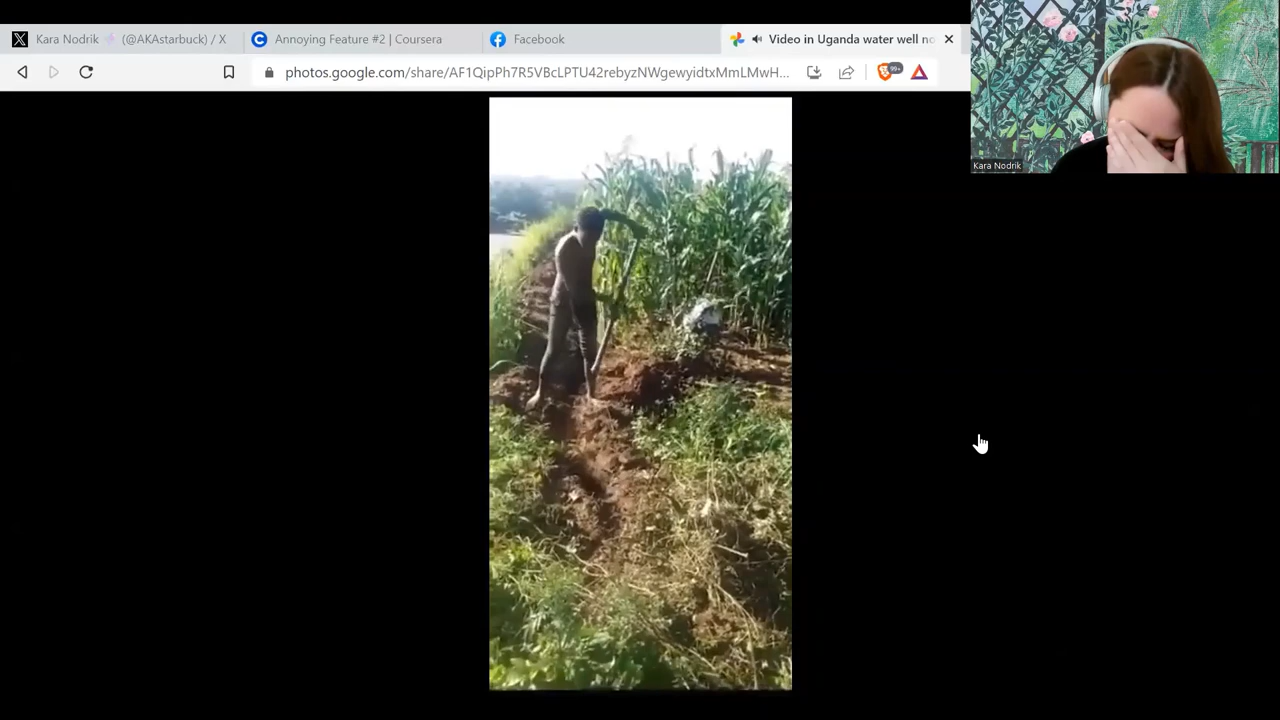 Kara Nodrik (@AKAstarbuck) / X
Annoying Feature #2 | Coursera
Facebook
Video in Uganda water well no
photos.google.com/share/AF1QipPh7R5VBcLPTU42rebyzNWgewyidtxMmLMwH...
99+
Kara Nodrik